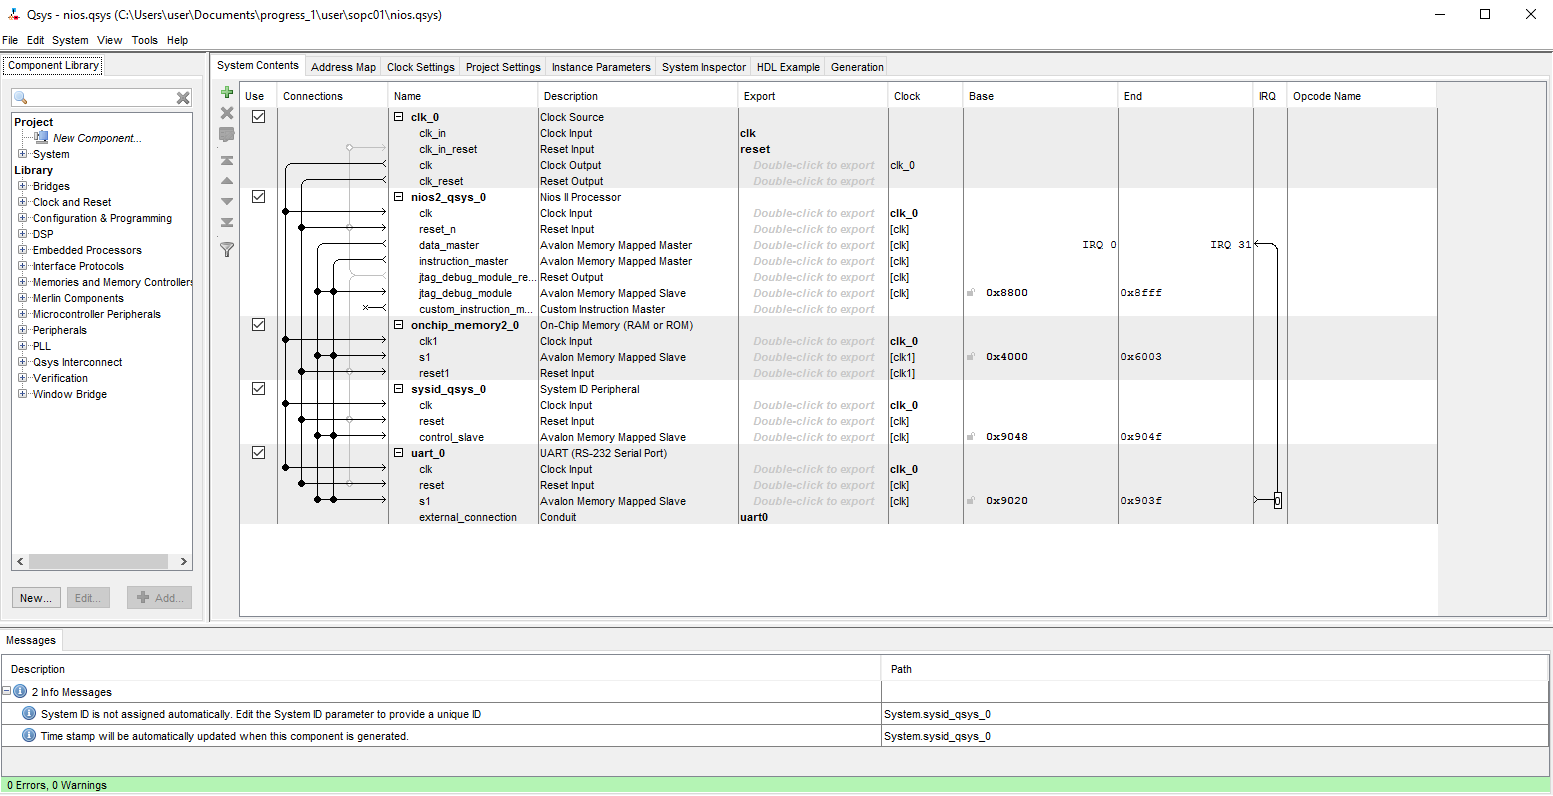 Qsys - nios.qsys (C:\Users\user\Documents\progress_1\user\sopc01\nios.qsys)
File Edit System View Tools Help
Component Library
Project
New Component...
System
Library
Bridges
Clock and Reset
Configuration & Programming
DSP
Embedded Processors
Interface Protocols
Memories and Memory Controllers
Merlin Components
Microcontroller Peripherals
Peripherals
PLL
Qsys Interconnect
Verification
Window Bridge
New... Edit... Add...
System Contents Address Map Clock Settings Project Settings Instance Parameters System Inspector HDL Example Generation
Use Connections Name Description Export Clock Base End IRQ Opcode Name
clk_0 Clock Source
clk_in Clock Input clk
clk_in_reset Reset Input reset
clk Clock Output Double-click to export clk_0
clk_reset Reset Output Double-click to export
nios2_qsys_0 Nios II Processor
clk Clock Input Double-click to export clk_0
reset_n Reset Input Double-click to export [clk]
data_master Avalon Memory Mapped Master Double-click to export [clk] IRQ 0 IRQ 31
instruction_master Avalon Memory Mapped Master Double-click to export [clk]
jtag_debug_module_re... Reset Output Double-click to export [clk]
jtag_debug_module Avalon Memory Mapped Slave Double-click to export [clk] 0x8800 0x8fff
custom_instruction_m... Custom Instruction Master Double-click to export
onchip_memory2_0 On-Chip Memory (RAM or ROM)
clk1 Clock Input Double-click to export clk_0
s1 Avalon Memory Mapped Slave Double-click to export [clk1] 0x4000 0x6003
reset1 Reset Input Double-click to export [clk1]
sysid_qsys_0 System ID Peripheral
clk Clock Input Double-click to export clk_0
reset Reset Input Double-click to export [clk]
control_slave Avalon Memory Mapped Slave Double-click to export [clk] 0x9048 0x904f
uart_0 UART (RS-232 Serial Port)
clk Clock Input Double-click to export clk_0
reset Reset Input Double-click to export [clk]
s1 Avalon Memory Mapped Slave Double-click to export [clk] 0x9020 0x903f 0
external_connection Conduit uart0
Messages
Description Path
2 Info Messages
System ID is not assigned automatically. Edit the System ID parameter to provide a unique ID System.sysid_qsys_0
Time stamp will be automatically updated when this component is generated. System.sysid_qsys_0
0 Errors, 0 Warnings